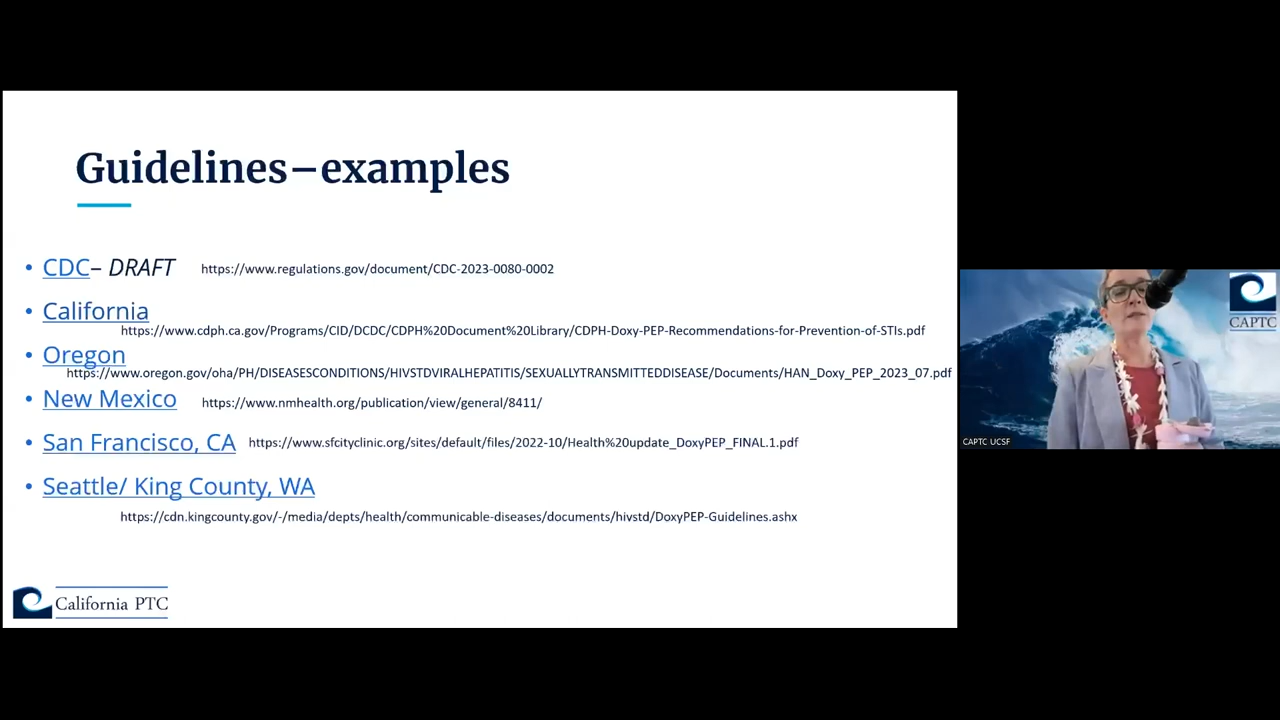 Guidelines–examples
• CDC– DRAFT https://www.regulations.gov/document/CDC-2023-0080-0002
• California
https://www.cdph.ca.gov/Programs/CID/DCDC/CDPH%20Document%20Library/CDPH-Doxy-PEP-Recommendations-for-Prevention-of-STIs.pdf
• Oregon
https://www.oregon.gov/oha/PH/DISEASESCONDITIONS/HIVSTDVIRALHEPATITIS/SEXUALLYTRANSMITTEDDISEASE/Documents/HAN_Doxy_PEP_2023_07.pdf
• New Mexico https://www.nmhealth.org/publication/view/general/8411/
• San Francisco, CA https://www.sfcityclinic.org/sites/default/files/2022-10/Health%20update_DoxyPEP_FINAL.1.pdf
• Seattle/ King County, WA
https://cdn.kingcounty.gov/-/media/depts/health/communicable-diseases/documents/hivstd/DoxyPEP-Guidelines.ashx
California PTC
CAPTC
CAPTC UCSF